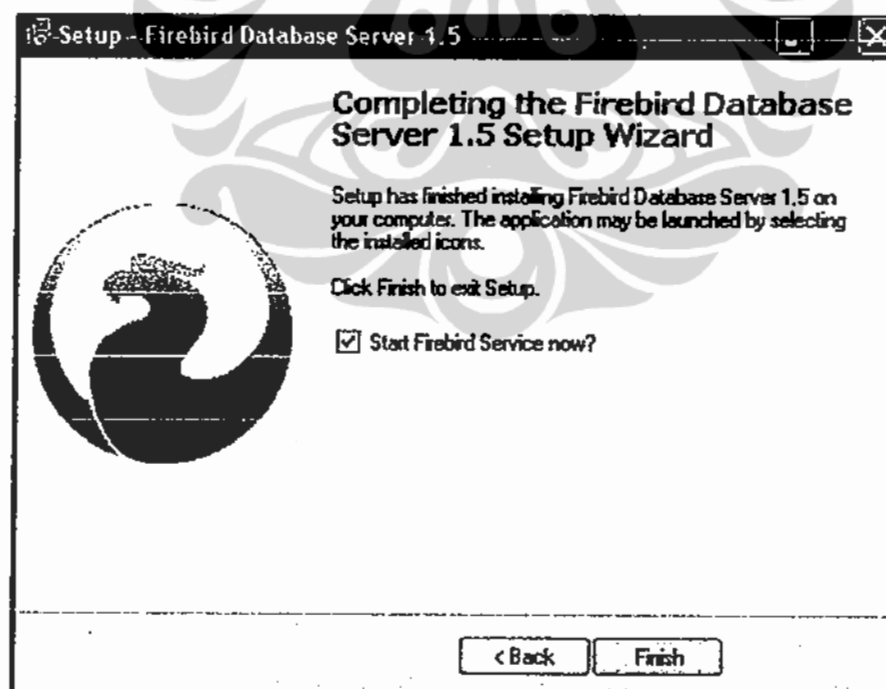 Setup - Firebird Database Server 1.5
Completing the Firebird Database
Server 1.5 Setup Wizard
Setup has finished installing Firebird Database Server 1.5 on
your computer. The application may be launched by selecting
the installed icons.
Click Finish to exit Setup.
Start Firebird Service now?
< Back
Finish